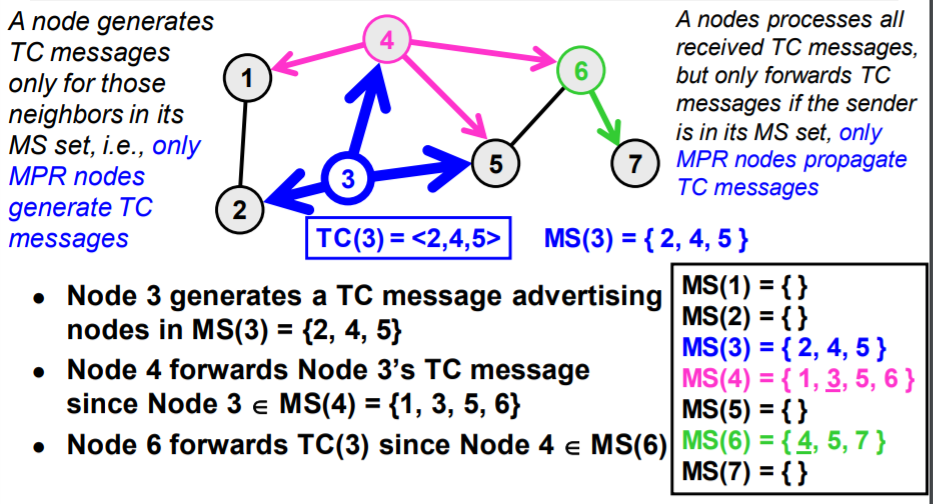 A node generates
TC messages
only for those
neighbors in its
MS set, i.e., only
MPR nodes
generate TC
messages
1
4
6
3
5
7
2
A nodes processes all
received TC messages,
but only forwards TC
messages if the sender
is in its MS set, only
MPR nodes propagate
TC messages
TC(3) = <2,4,5>
MS(3) = { 2, 4, 5 }
• Node 3 generates a TC message advertising
nodes in MS(3) = {2, 4, 5}
• Node 4 forwards Node 3’s TC message
since Node 3 ∈ MS(4) = {1, 3, 5, 6}
• Node 6 forwards TC(3) since Node 4 ∈ MS(6)
MS(1) = { }
MS(2) = { }
MS(3) = { 2, 4, 5 }
MS(4) = { 1, 3, 5, 6 }
MS(5) = { }
MS(6) = { 4, 5, 7 }
MS(7) = { }